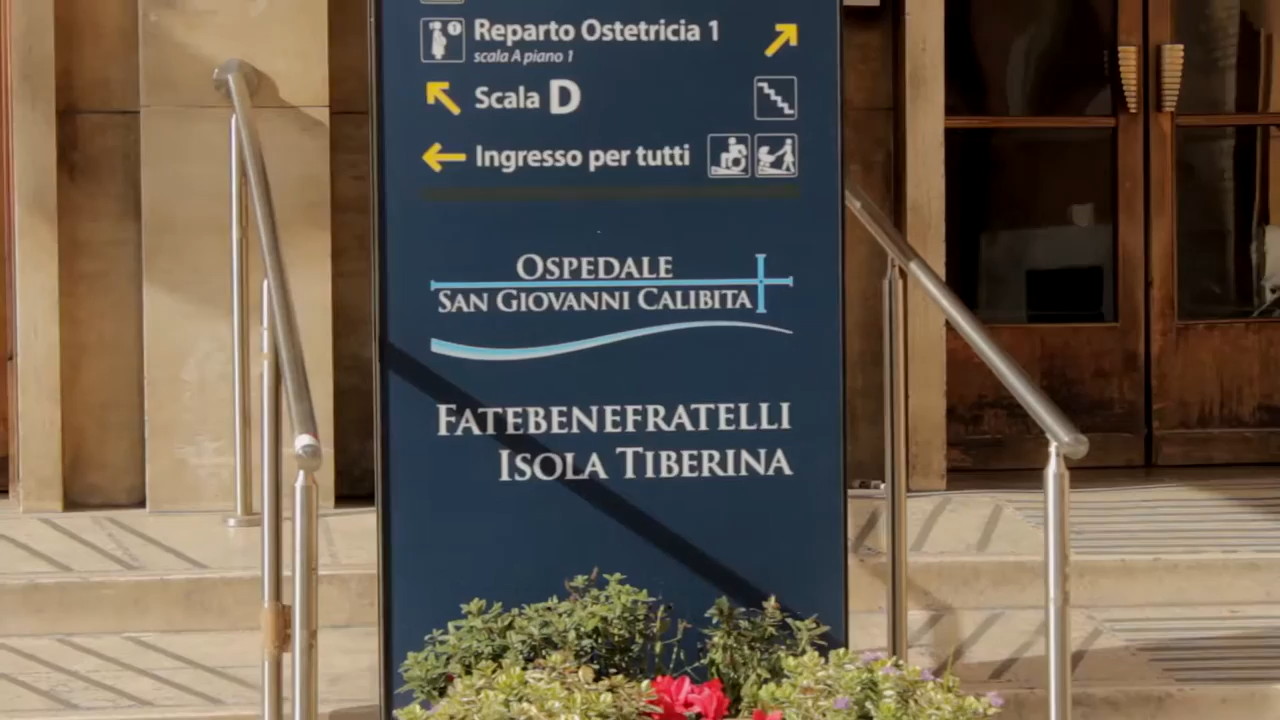 Reparto Ostetricia 1
scala A piano 1
Scala D
Ingresso per tutti
OSPEDALE
SAN GIOVANNI CALIBITA
FATEBENEFRATELLI
ISOLA TIBERINA